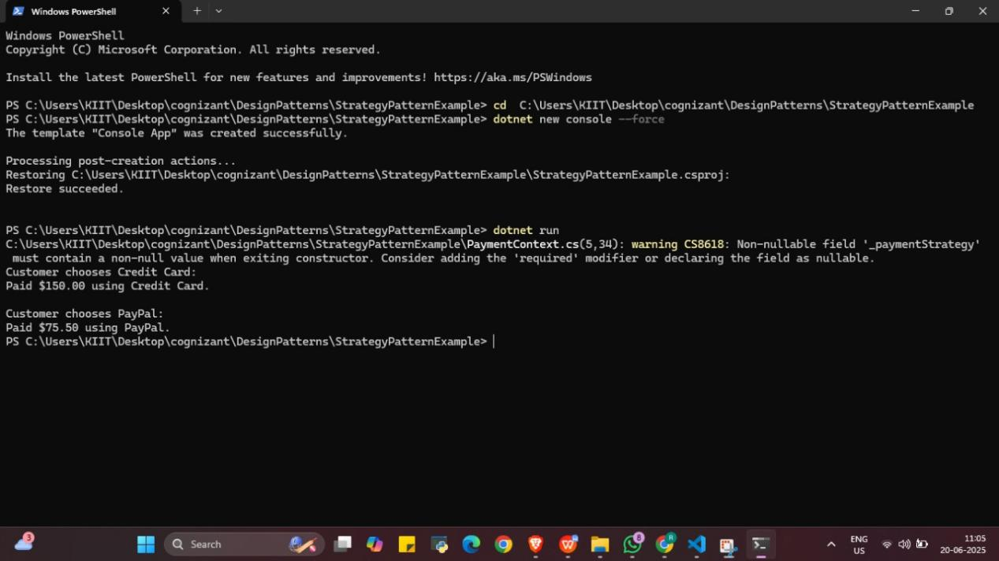 Windows PowerShell
Windows PowerShell
Copyright (C) Microsoft Corporation. All rights reserved.
Install the latest PowerShell for new features and improvements! https://aka.ms/PSWindows
PS C:\Users\KIIT\Desktop\cognizant\DesignPatterns\StrategyPatternExample> cd  C:\Users\KIIT\Desktop\cognizant\DesignPatterns\StrategyPatternExample
PS C:\Users\KIIT\Desktop\cognizant\DesignPatterns\StrategyPatternExample> dotnet new console --force
The template "Console App" was created successfully.
Processing post-creation actions...
Restoring C:\Users\KIIT\Desktop\cognizant\DesignPatterns\StrategyPatternExample\StrategyPatternExample.csproj:
Restore succeeded.
PS C:\Users\KIIT\Desktop\cognizant\DesignPatterns\StrategyPatternExample> dotnet run
C:\Users\KIIT\Desktop\cognizant\DesignPatterns\StrategyPatternExample\PaymentContext.cs(5,34): warning CS8618: Non-nullable field '_paymentStrategy'
must contain a non-null value when exiting constructor. Consider adding the 'required' modifier or declaring the field as nullable.
Customer chooses Credit Card:
Paid $150.00 using Credit Card.
Customer chooses PayPal:
Paid $75.50 using PayPal.
PS C:\Users\KIIT\Desktop\cognizant\DesignPatterns\StrategyPatternExample>
3
Search
8
R
ENG
US
11:05
20-06-2025